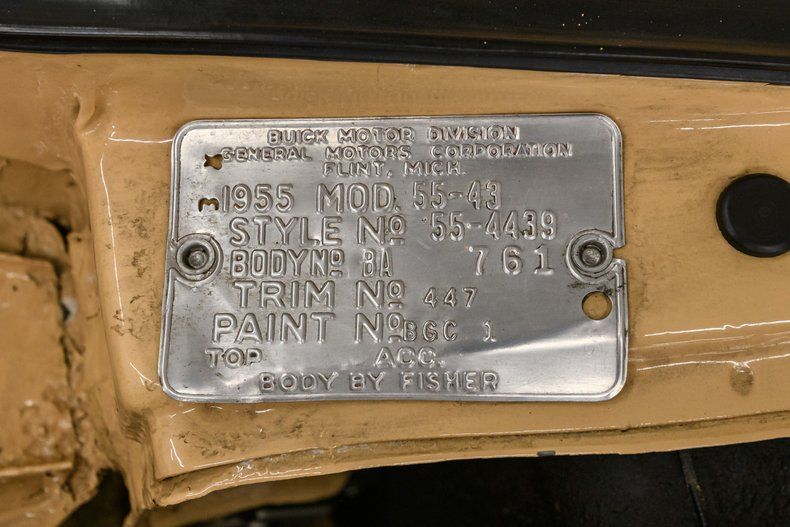 BUICK MOTOR DIVISION
GENERAL MOTORS CORPORATION
FLINT, MICH.
1955 MOD. 55-43
STYLE Nº 55-4439
BODY Nº BA 761
TRIM Nº 447
PAINT Nº BGC 1
TOP ACC.
BODY BY FISHER